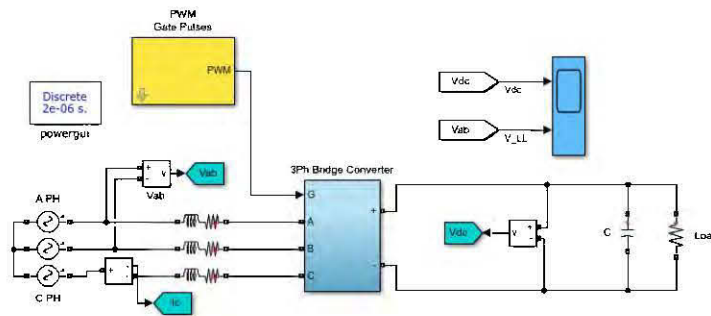 PWM
Gate Pulses
PWM
Discrete
2e-06 s.
powergui
Vdc
Vdc
Vab
V_LL
Vab
Vab
+
-
v
3Ph Bridge Converter
A PH
G
A
B
C
+
-
Vdc
v
+
-
C
Loa
C PH
+
-